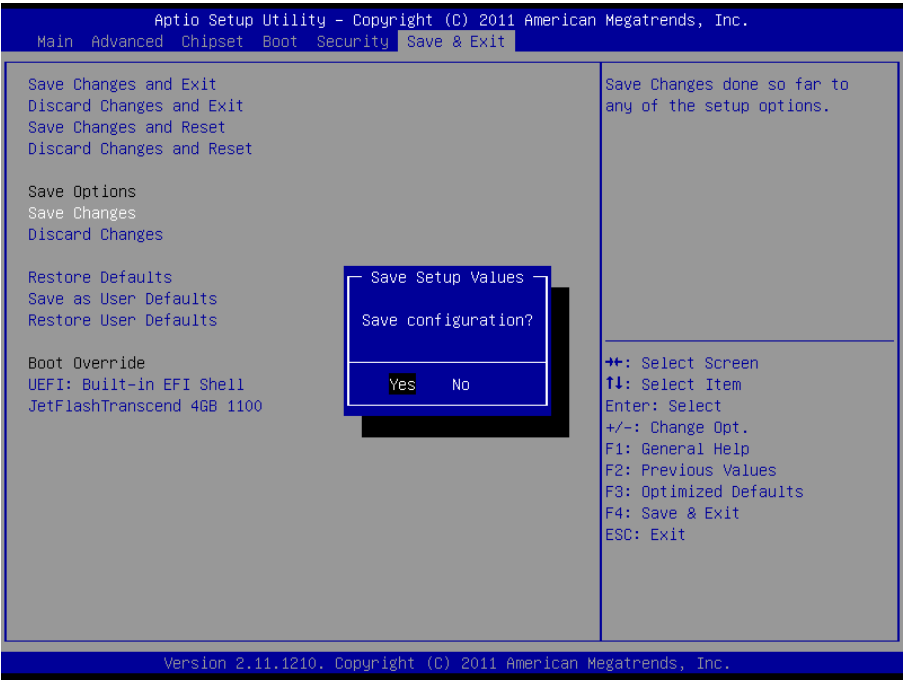 Aptio Setup Utility – Copyright (C) 2011 American Megatrends, Inc.
Main Advanced Chipset Boot Security Save & Exit
Save Changes and Exit
Discard Changes and Exit
Save Changes and Reset
Discard Changes and Reset
Save Options
Save Changes
Discard Changes
Restore Defaults
Save as User Defaults
Restore User Defaults
Boot Override
UEFI: Built-in EFI Shell
JetFlashTranscend 4GB 1100
Save Setup Values
Save configuration?
Yes No
Save Changes done so far to
any of the setup options.
→←: Select Screen
↑↓: Select Item
Enter: Select
+/-: Change Opt.
F1: General Help
F2: Previous Values
F3: Optimized Defaults
F4: Save & Exit
ESC: Exit
Version 2.11.1210. Copyright (C) 2011 American Megatrends, Inc.